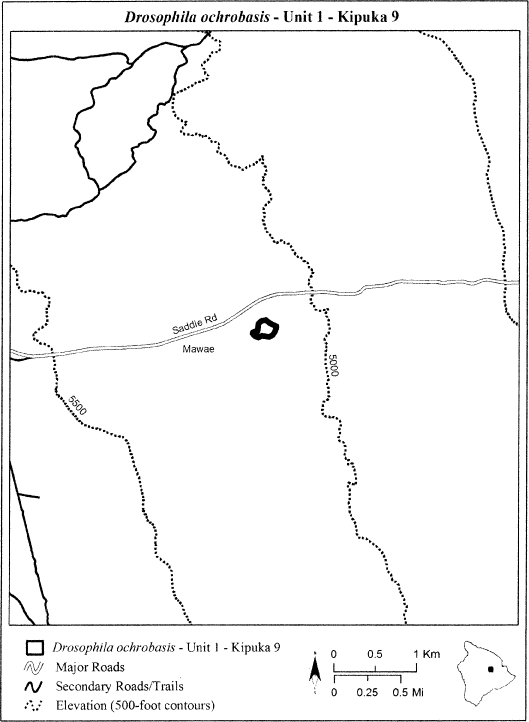 Drosophila ochrobasis - Unit 1 - Kipuka 9
Saddle Rd
Mawae
5000
5500
Drosophila ochrobasis - Unit 1 - Kipuka 9
Major Roads
Secondary Roads/Trails
Elevation (500-foot contours)
0 0.5 1 Km
0 0.25 0.5 Mi